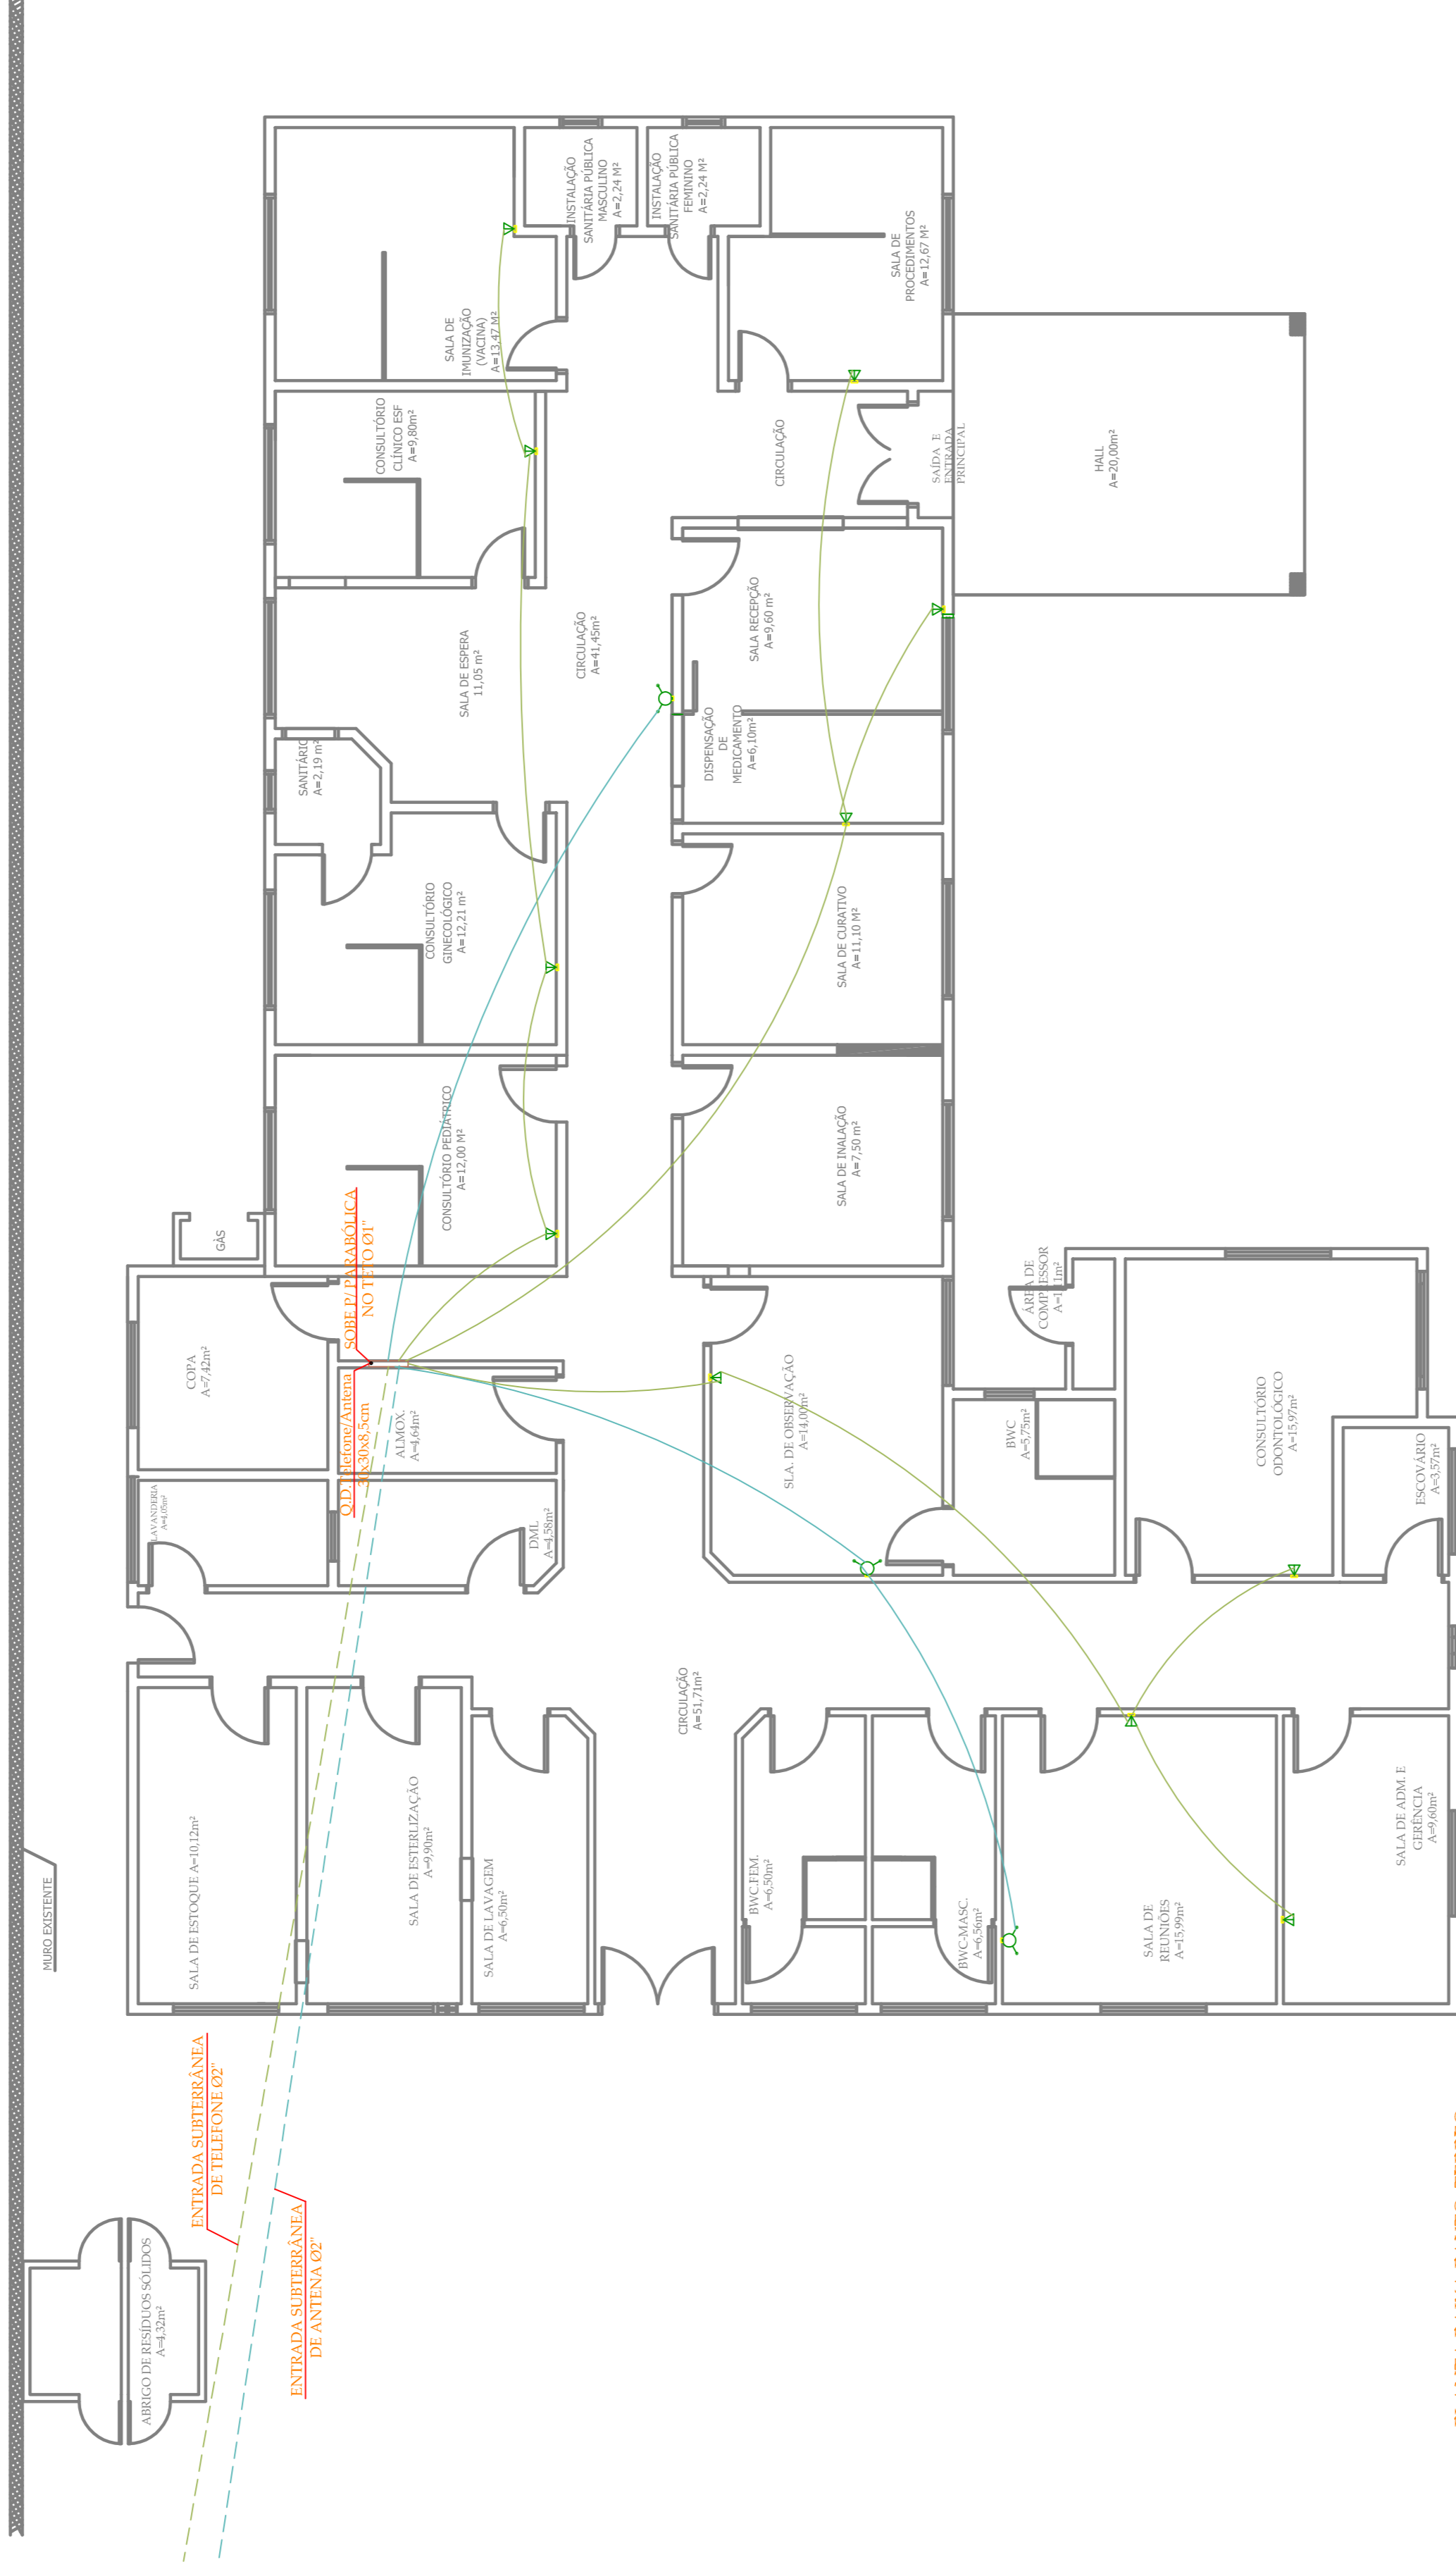 MURO EXISTENTE
ABRIGO DE RESÍDUOS SÓLIDOS
A=4,32m²
ENTRADA SUBTERRÂNEA
DE TELEFONE Ø2"
ENTRADA SUBTERRÂNEA
DE ANTENA Ø2"
SALA DE ESTOQUE A=10,12m²
SALA DE ESTERLIZAÇÃO
A=9,90m²
SALA DE LAVAGEM
A=6,50m²
CIRCULAÇÃO
A=51,71m²
BWC.FEM.
A=6,50m²
BWC-MASC.
A=6,56m²
SALA DE
REUNIÕES
A=15,99m²
SALA DE ADM. E
GERÊNCIA
A=9,60m²
LAVANDERIA
A=4,05m²
DML
A=4,58m²
COPA
A=7,42m²
ALMOX.
A=4,64m²
Q.D.Telefone/Antena
30x30x8,5cm
SOBE P/ PARABÓLICA
NO TETO Ø1"
GÀS
SLA. DE OBSERVAÇÃO
A=14,00m²
BWC
A=5,75m²
ÁREA DE
COMPRESSOR
CONSULTÓRIO
ODONTOLÓGICO
A=15,97m²
ESCOVÁRIO
A=3,57m²
CONSULTÓRIO PEDIÁTRICO
A=12,00 M²
CONSULTÓRIO
GINECOLÓGICO
A=12,21 m²
SANITÁRIO
A=2,19 m²
SALA DE ESPERA
11,05 m²
CIRCULAÇÃO
A=41,45m²
CONSULTÓRIO
CLÍNICO ESF
A=9,80m²
SALA DE
IMUNIZAÇÃO
(VACINA)
A=13,47 M²
INSTALAÇÃO
SANITÁRIA PÚBLICA
MASCULINO
A=2,24 M²
INSTALAÇÃO
SANITÁRIA PÚBLICA
FEMININO
A=2,24 M²
SALA DE INALAÇÃO
A=7,50 m²
SALA DE CURATIVO
A=11,10 M²
DISPENSAÇÃO
DE
MEDICAMENTO
A=6,10m²
SALA RECEPÇÃO
A=9,60 m²
CIRCULAÇÃO
SALA DE
PROCEDIMENTOS
A=12,67 M²
SAÍDA E
ENTRADA
PRINCIPAL
HALL
A=20,00m²